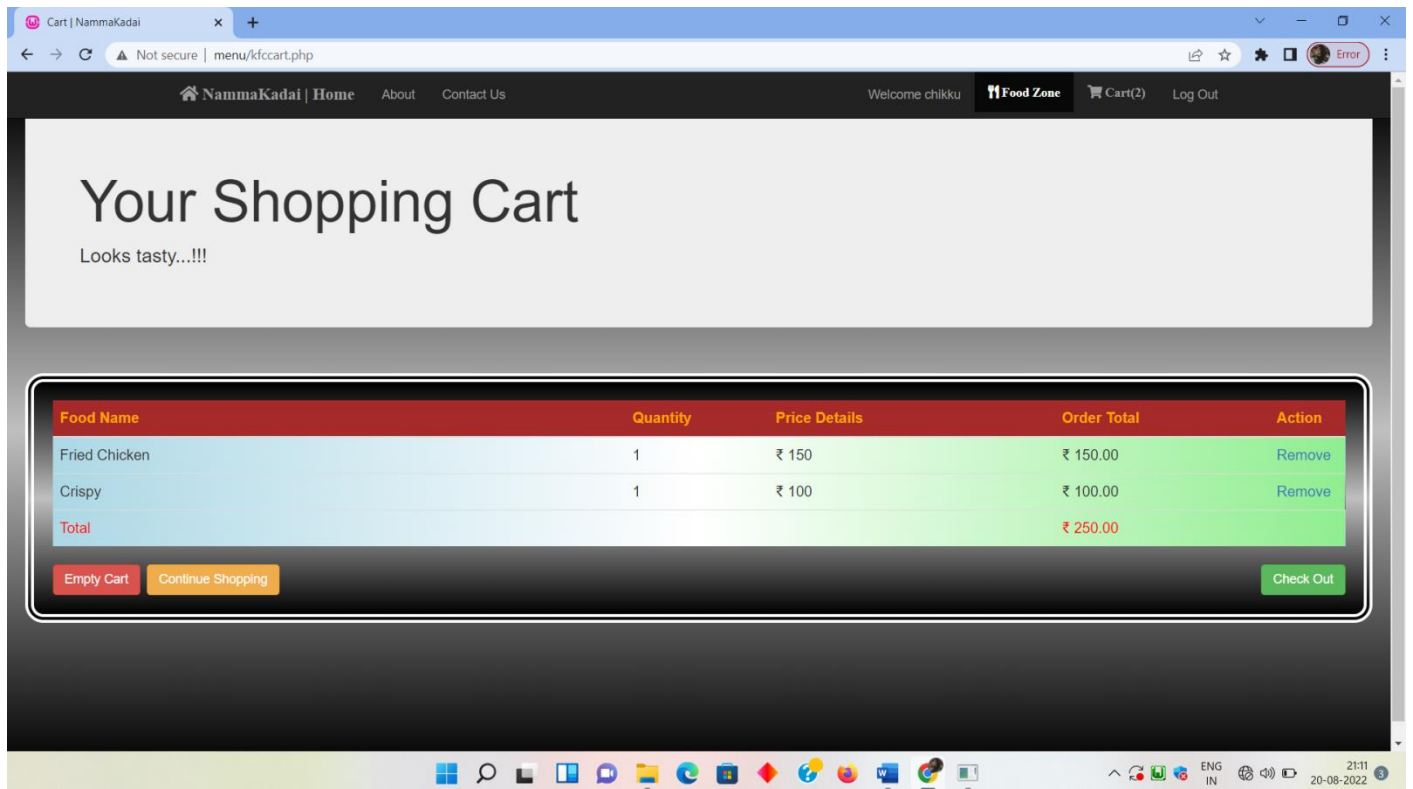 Cart | NammaKadai
Not secure | menu/kfccart.php
Error
NammaKadai | Home About Contact Us Welcome chikku Food Zone Cart(2) Log Out
Your Shopping Cart
Looks tasty...!!!
Food Name Quantity Price Details Order Total Action
Fried Chicken 1 ₹ 150 ₹ 150.00 Remove
Crispy 1 ₹ 100 ₹ 100.00 Remove
Total ₹ 250.00
Empty Cart Continue Shopping Check Out
ENG 21:11
IN 20-08-2022 3